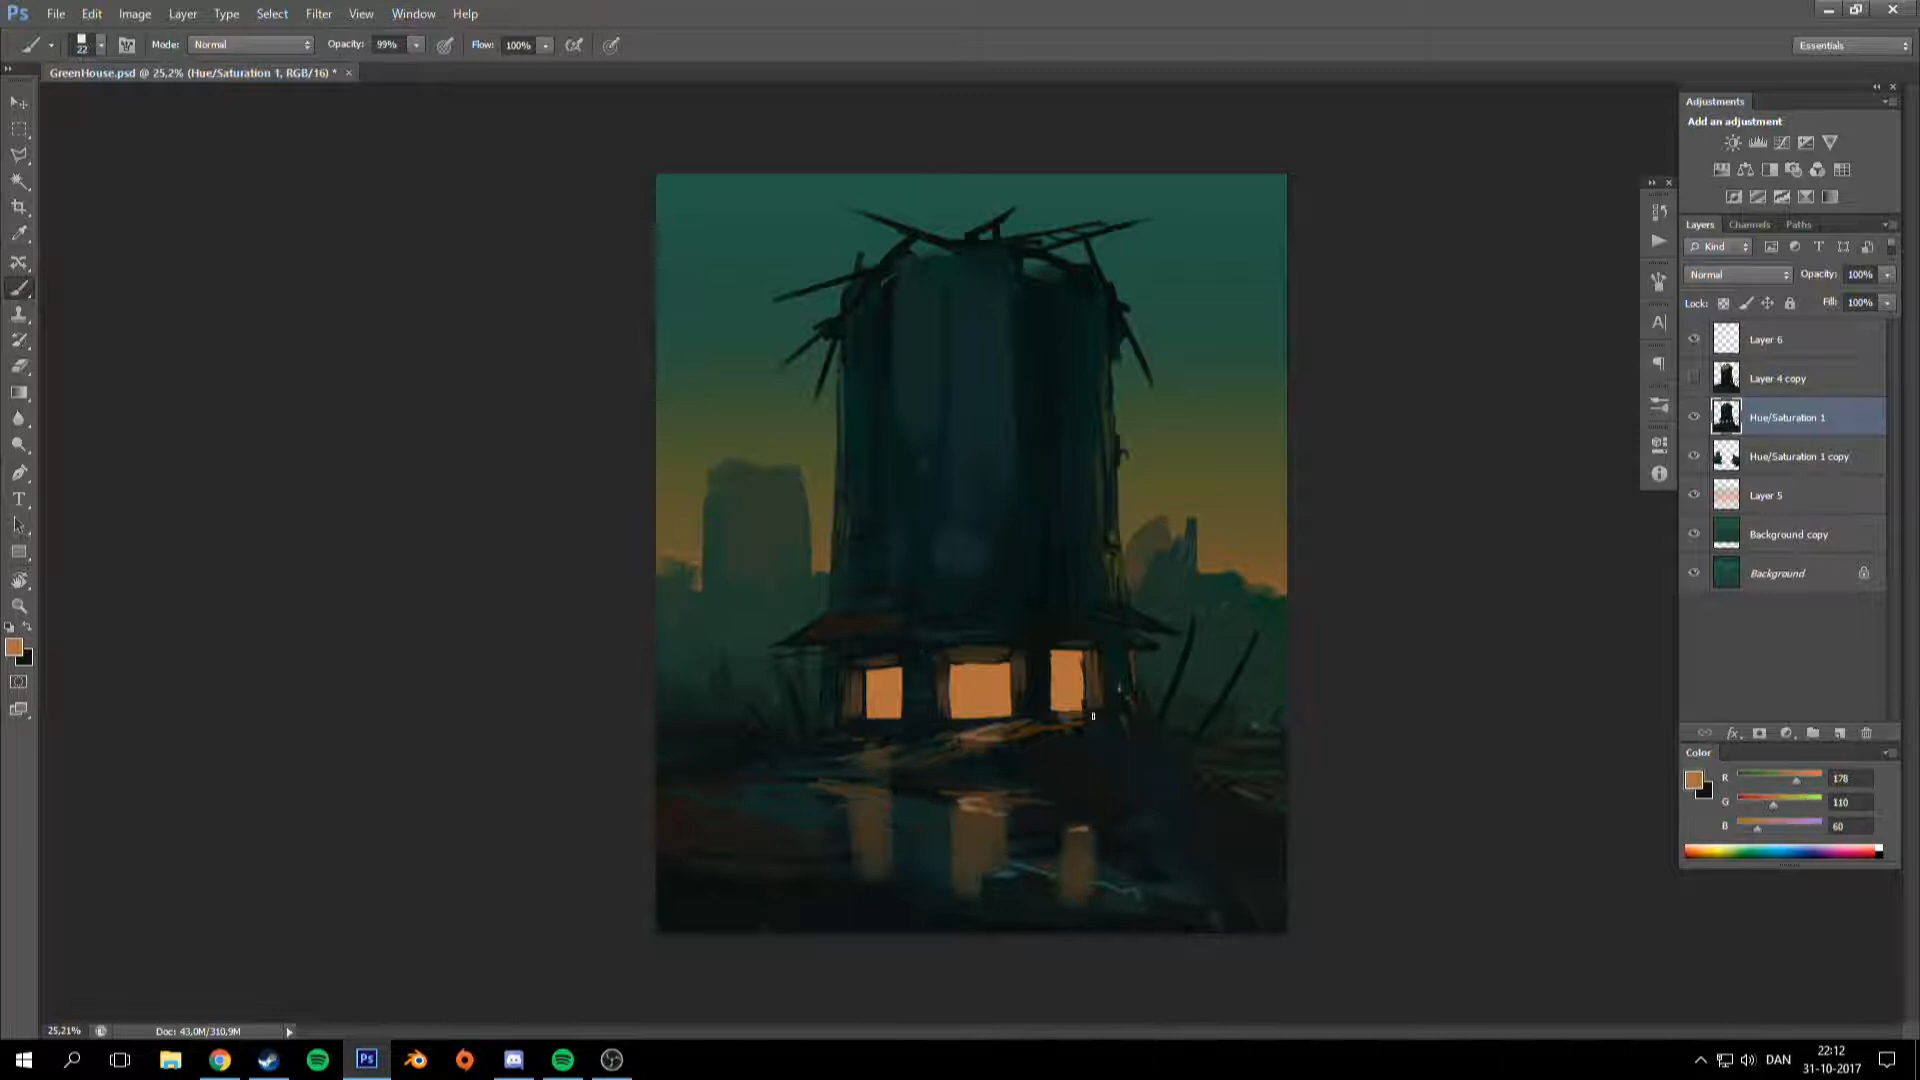 Ps File Edit Image Layer Type Select Filter View Window Help
22 Mode: Normal Opacity: 99% Flow: 100% Essentials
GreenHouse.psd @ 25,2% (Hue/Saturation 1, RGB/16) * ×
Adjustments
Add an adjustment
Layers Channels Paths
Kind
Normal Opacity: 100%
Lock: Fill: 100%
Layer 6
Layer 4 copy
Hue/Saturation 1
Hue/Saturation 1 copy
Layer 5
Background copy
Background
Color
R 178
G 110
B 60
25,21% Doc: 43,0M/310,9M
Ps DAN 22:12
31-10-2017